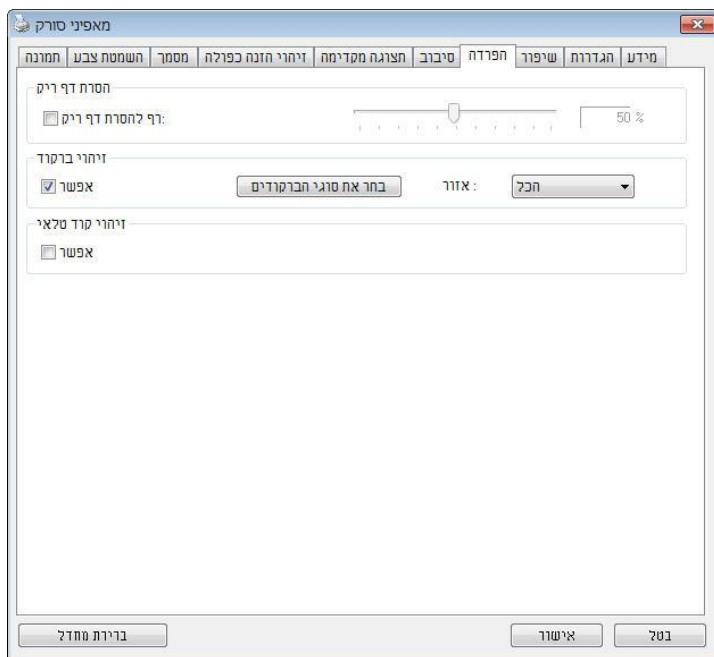 מאפיני סורק
תמונה השמטת צבע מסמך זיהוי הזנה כפולה תצוגה מקדימה סיבוב הפרדה שיפור הגדרות מידע
הסרת דף ריק
רף להסרת דף ריק:
50 %
זיהוי ברקוד
אפשר
בחר את סוגי הברקודים
אזור :
הכל
זיהוי קוד טלאי
אפשר
ברירת מחדל
אישור
בטל